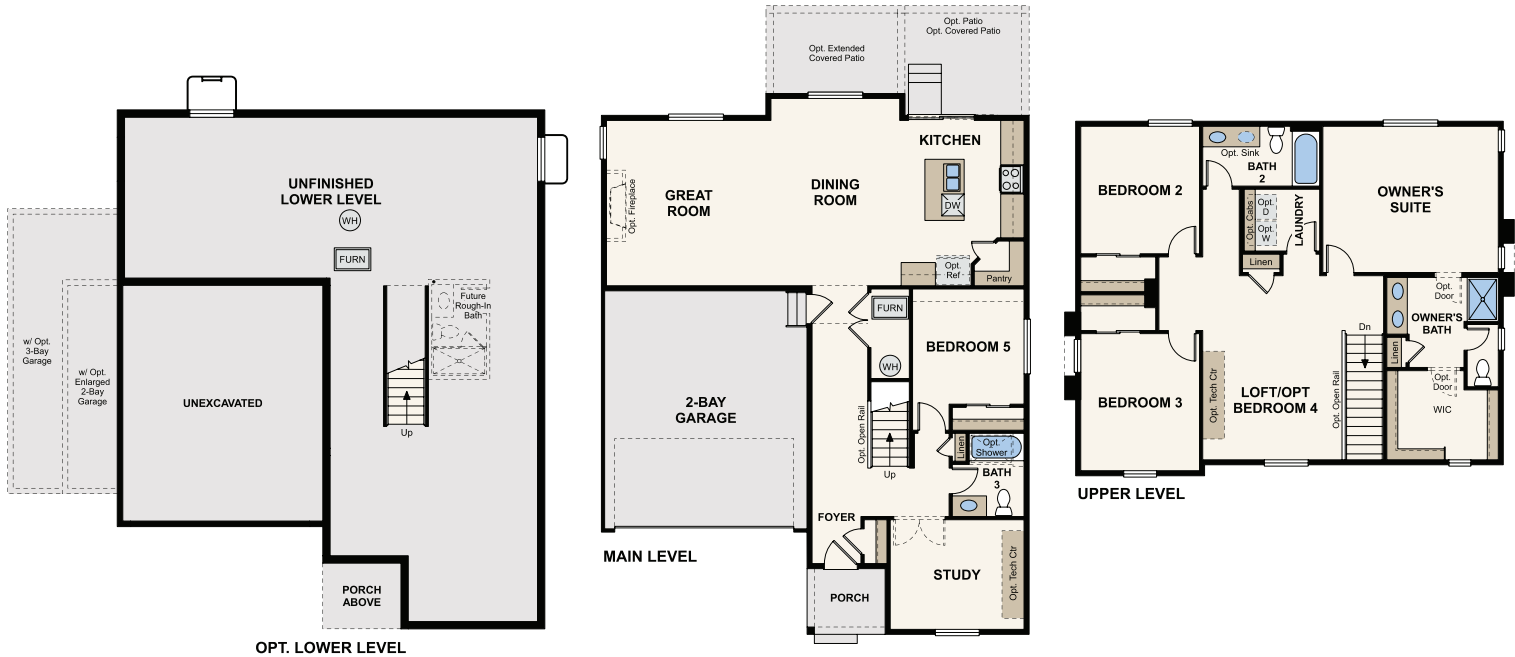 UNFINISHED
LOWER LEVEL
WH
FURN
Future
Rough-In
Bath
w/ Opt.
3-Bay
Garage
w/ Opt.
Enlarged
2-Bay
Garage
UNEXCAVATED
Up
PORCH
ABOVE
OPT. LOWER LEVEL
Opt. Extended
Covered Patio
Opt. Patio
Opt. Covered Patio
KITCHEN
GREAT
ROOM
DINING
ROOM
Opt. Fireplace
DW
Opt.
Ref
Pantry
FURN
WH
BEDROOM 5
2-BAY
GARAGE
Opt. Open Rail
Up
Linen
Opt.
Shower
BATH
3
FOYER
STUDY
Opt. Tech Ctr
PORCH
MAIN LEVEL
BEDROOM 2
Opt. Sink
BATH
2
OWNER'S
SUITE
Opt. Cabs
Opt.
D
Opt.
W
LAUNDRY
Linen
Opt.
Door
OWNER'S
BATH
Dn
Linen
Opt.
Door
WIC
Opt. Open Rail
BEDROOM 3
Opt. Tech Ctr
LOFT/OPT
BEDROOM 4
UPPER LEVEL